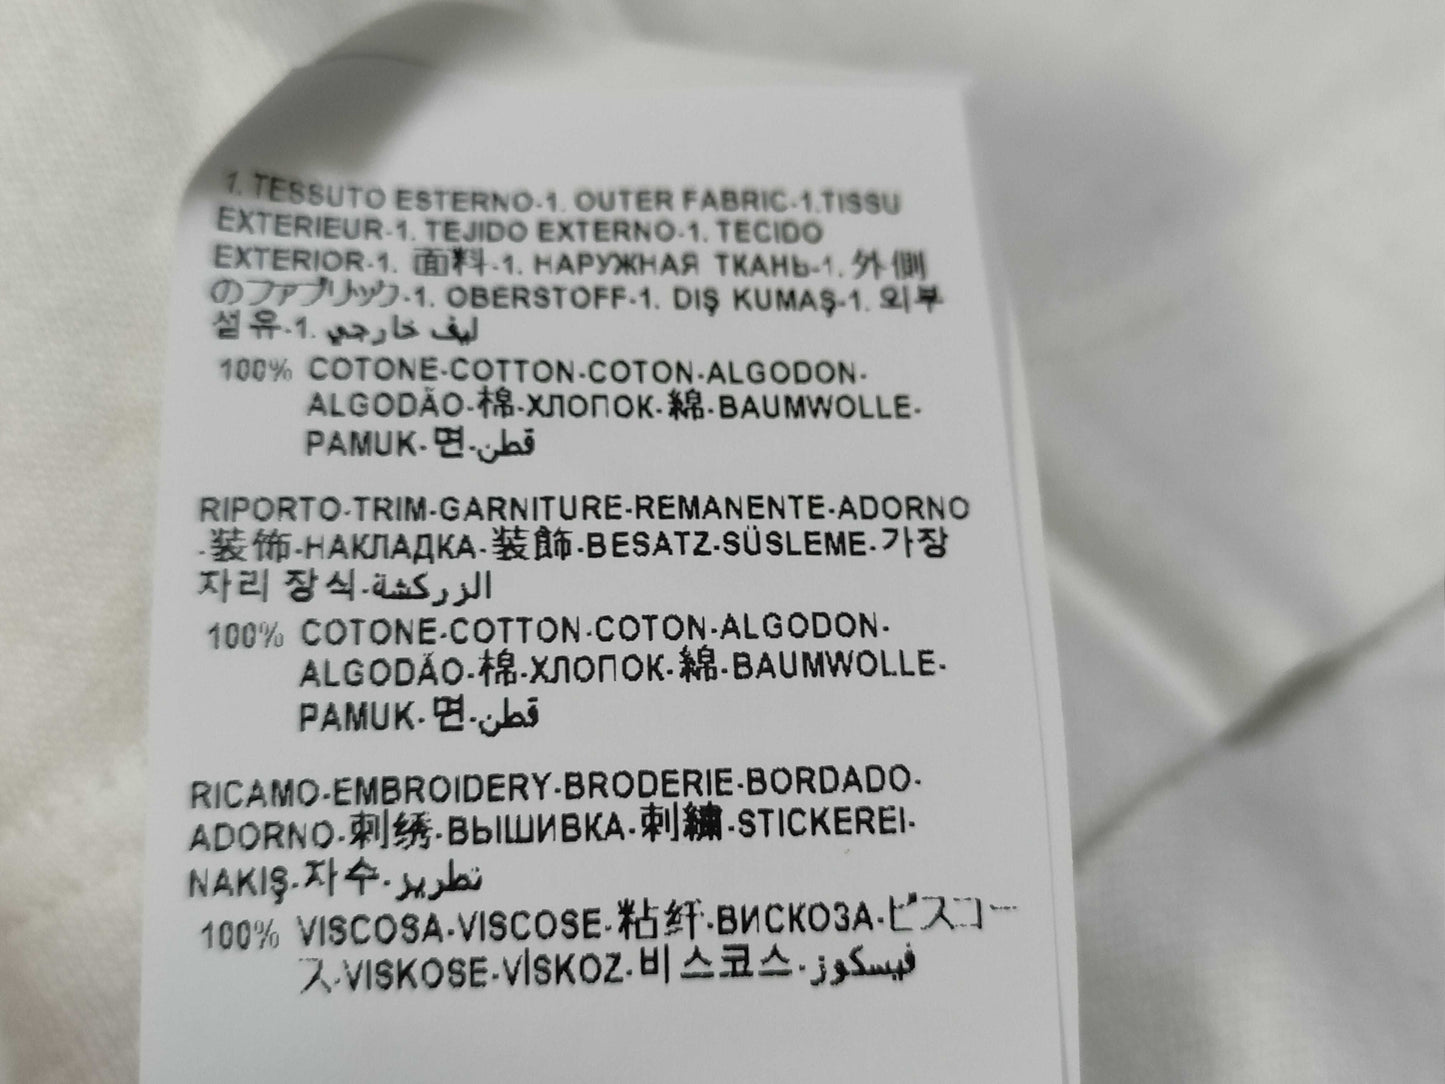 1. TESSUTO ESTERNO-1. OUTER FABRIC-1.TISSU
EXTERIEUR-1. TEJIDO EXTERNO-1. TECIDO
EXTERIOR-1. 面料-1. НАРУЖНАЯ ТКАНЬ-1. 外側
のファブリック-1. OBERSTOFF-1. DIŞ KUMAŞ-1. 외부
섬유-1. ليف خارجي
100% COTONE-COTTON-COTON-ALGODON-
ALGODÃO-棉-ХЛОПОК-綿-BAUMWOLLE-
PAMUK-면-قطن
RIPORTO-TRIM-GARNITURE-REMANENTE-ADORNO
-装饰-НАКЛАДКА-装飾-BESATZ-SÜSLEME-가장
자리 장식-الزركشة
100% COTONE-COTTON-COTON-ALGODON-
ALGODÃO-棉-ХЛОПОК-綿-BAUMWOLLE-
PAMUK-면-قطن
RICAMO-EMBROIDERY-BRODERIE-BORDADO-
ADORNO-刺绣-ВЫШИВКА-刺繍-STICKEREI-
NAKIŞ-자수-تطريز
100% VISCOSA-VISCOSE-粘纤-ВИСКОЗА-ビスコー
ス-VISKOSE-VİSKOZ-비스코스-فيسكوز